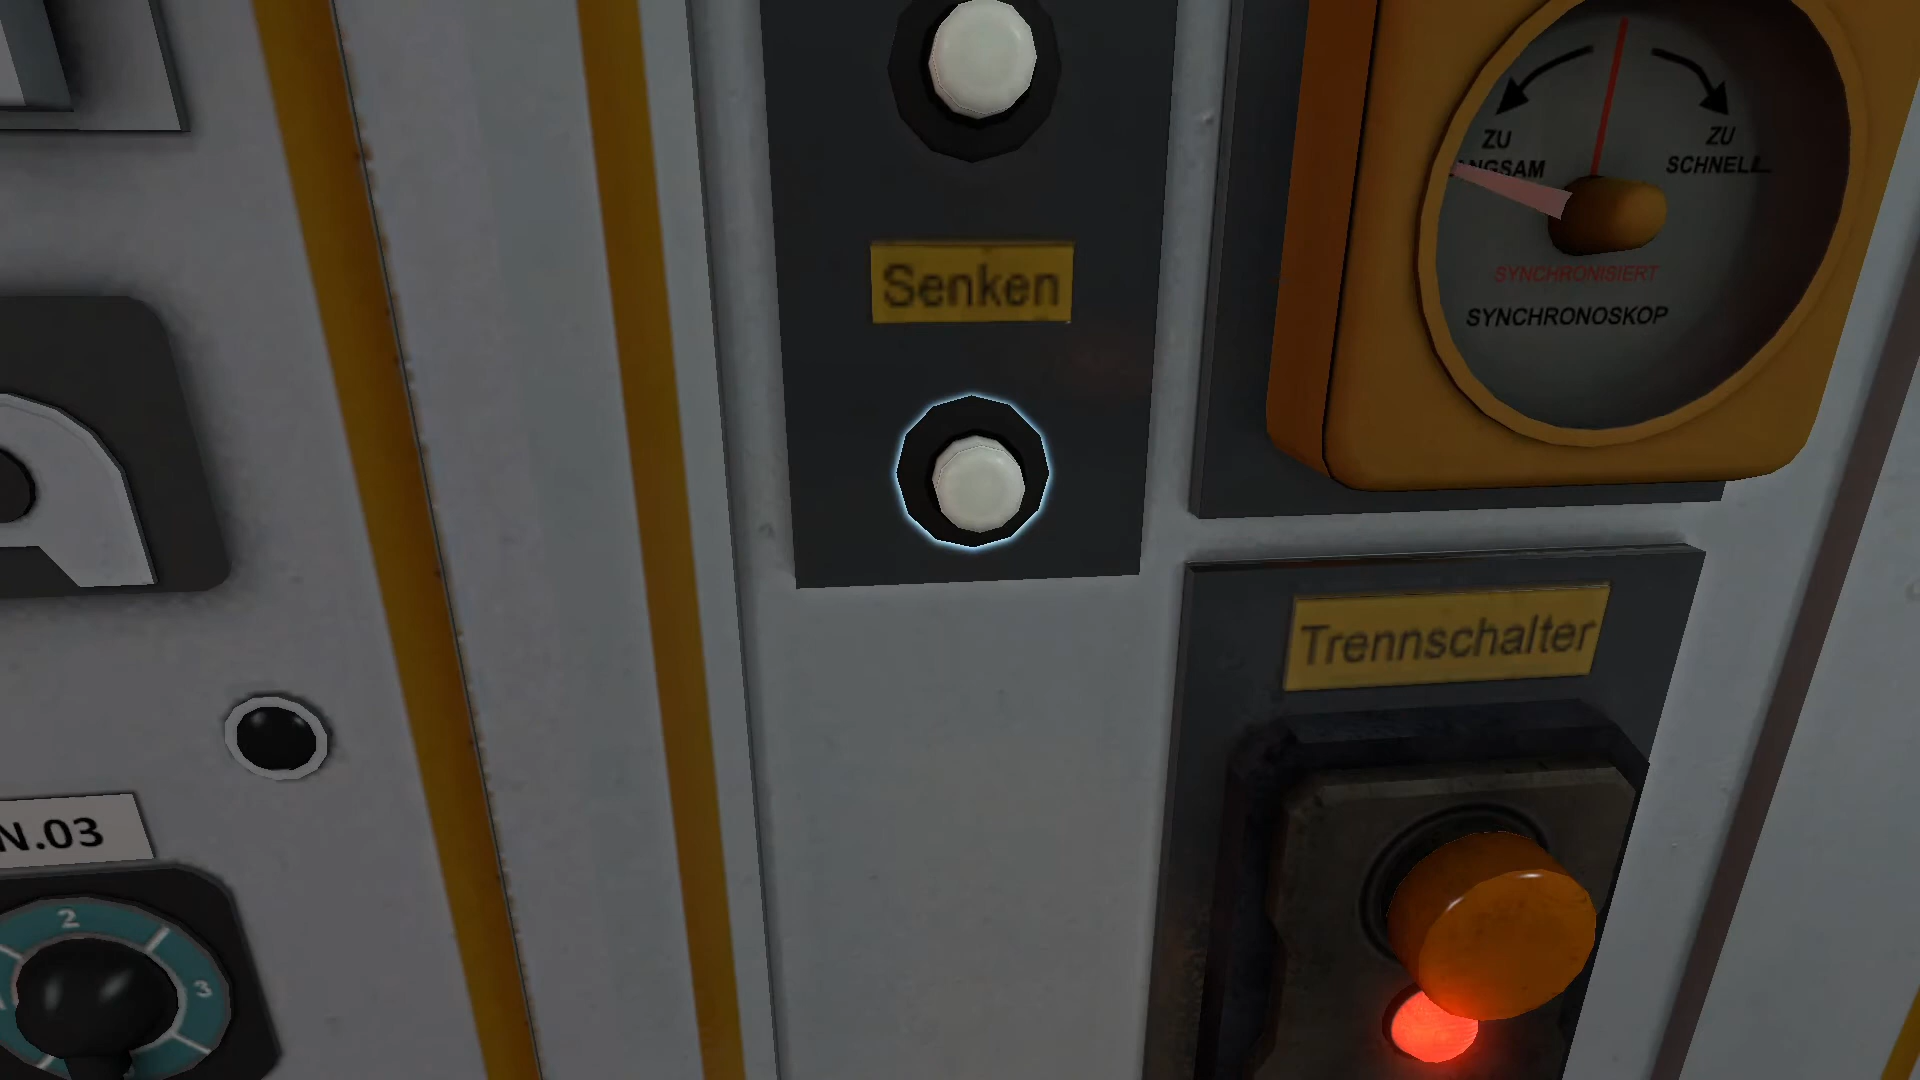 ZU
ZU
SCHNELL
Senken
SYNCHRONISIERT
SYNCHRONOSKOP
Trennschalter
N.03
2
3